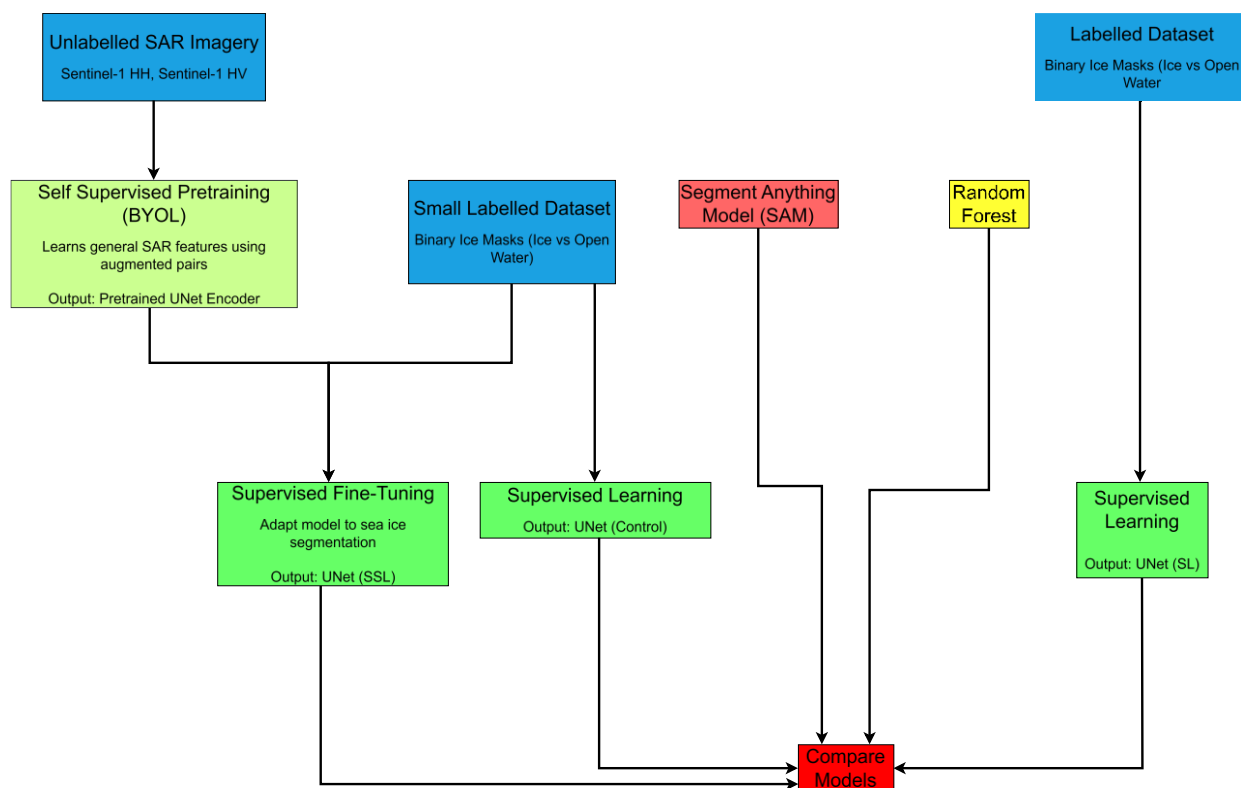 Unlabelled SAR Imagery
Sentinel-1 HH, Sentinel-1 HV
Labelled Dataset
Binary Ice Masks (Ice vs Open
Water
Self Supervised Pretraining
(BYOL)
Learns general SAR features using
augmented pairs
Output: Pretrained UNet Encoder
Small Labelled Dataset
Binary Ice Masks (Ice vs Open
Water)
Segment Anything
Model (SAM)
Random
Forest
Supervised Fine-Tuning
Adapt model to sea ice
segmentation
Output: UNet (SSL)
Supervised Learning
Output: UNet (Control)
Supervised
Learning
Output: UNet (SL)
Compare
Models